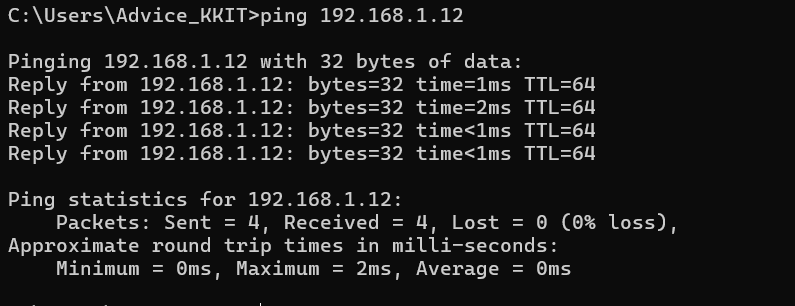 C:\Users\Advice_KKIT>ping 192.168.1.12
Pinging 192.168.1.12 with 32 bytes of data:
Reply from 192.168.1.12: bytes=32 time=1ms TTL=64
Reply from 192.168.1.12: bytes=32 time=2ms TTL=64
Reply from 192.168.1.12: bytes=32 time<1ms TTL=64
Reply from 192.168.1.12: bytes=32 time<1ms TTL=64
Ping statistics for 192.168.1.12:
    Packets: Sent = 4, Received = 4, Lost = 0 (0% loss),
Approximate round trip times in milli-seconds:
    Minimum = 0ms, Maximum = 2ms, Average = 0ms